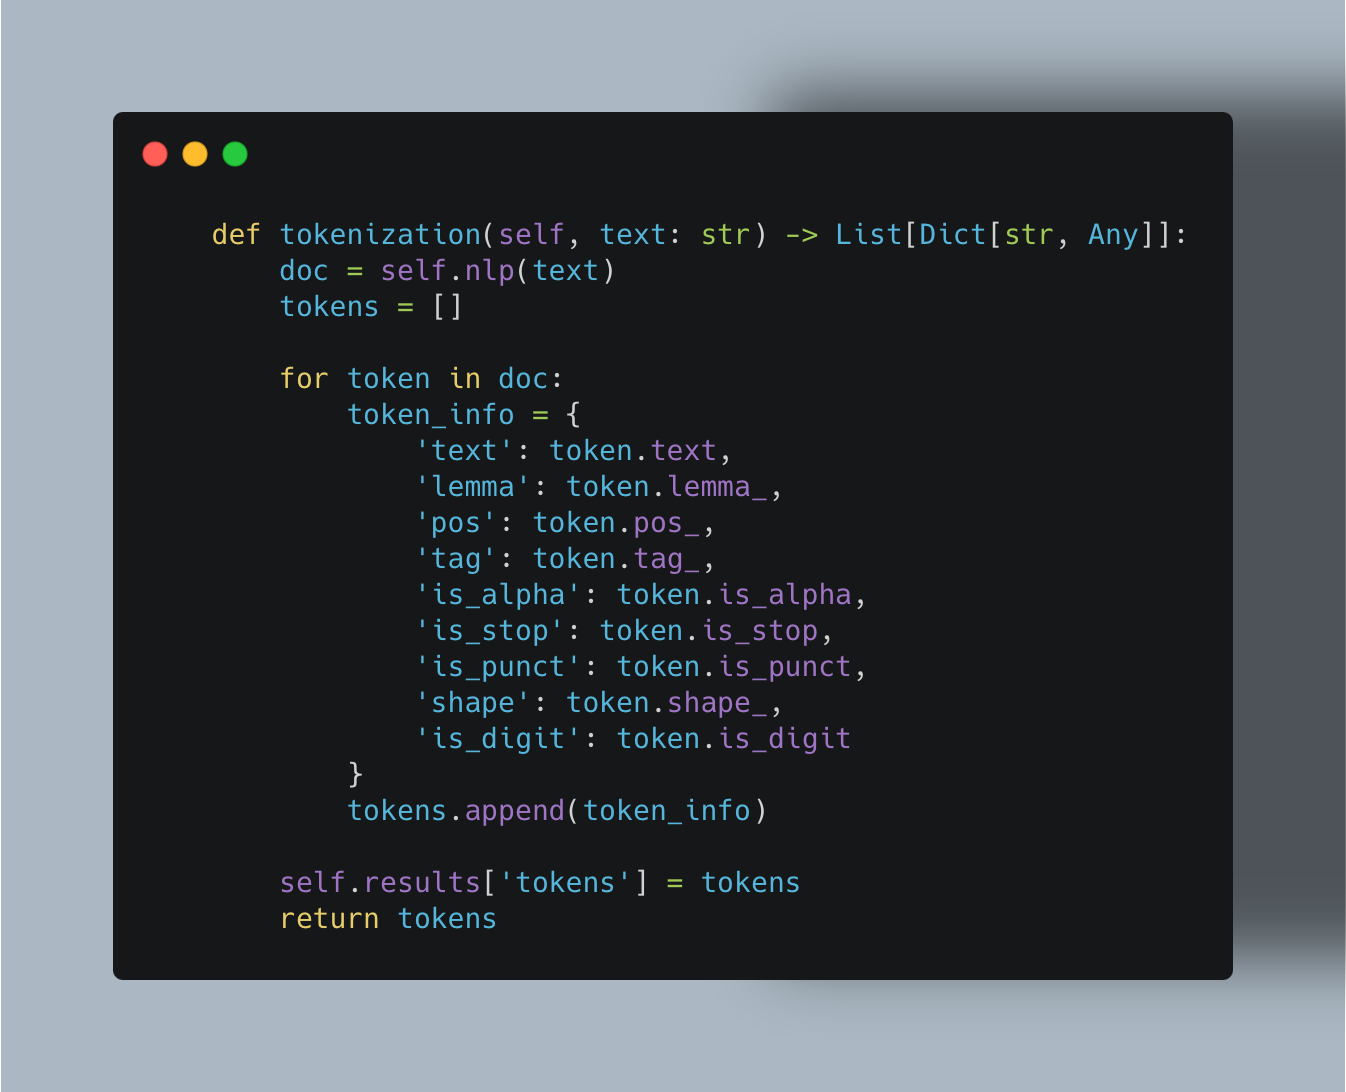 def tokenization(self, text: str) -> List[Dict[str, Any]]:
    doc = self.nlp(text)
    tokens = []

    for token in doc:
        token_info = {
            'text': token.text,
            'lemma': token.lemma_,
            'pos': token.pos_,
            'tag': token.tag_,
            'is_alpha': token.is_alpha,
            'is_stop': token.is_stop,
            'is_punct': token.is_punct,
            'shape': token.shape_,
            'is_digit': token.is_digit
        }
        tokens.append(token_info)

    self.results['tokens'] = tokens
    return tokens